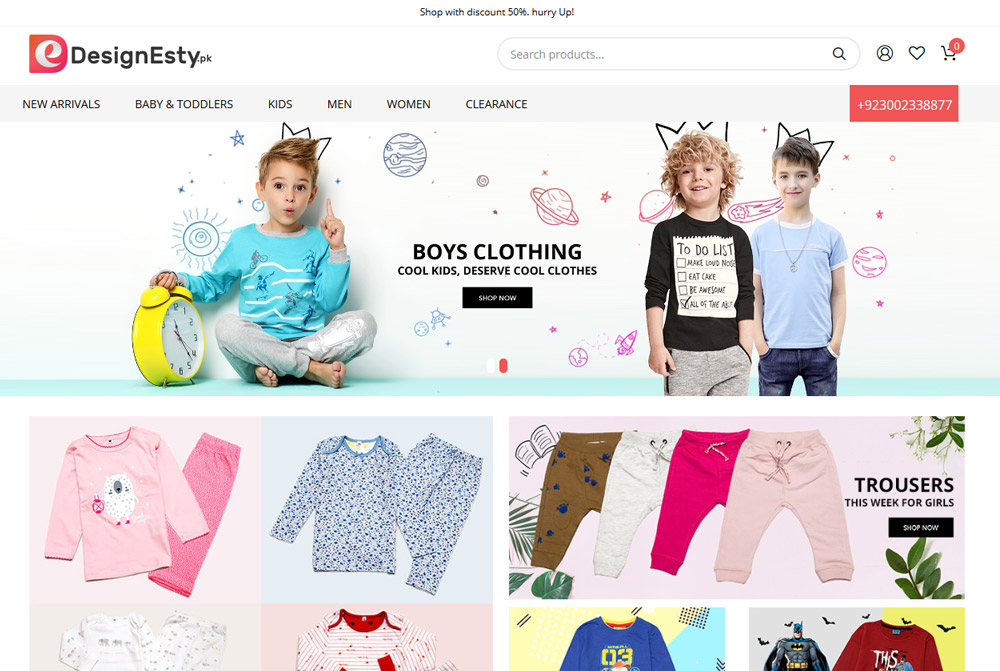 Shop with discount 50%. hurry Up!
DesignEsty.pk
Search products...
0
NEW ARRIVALS
BABY & TODDLERS
KIDS
MEN
WOMEN
CLEARANCE
+923002338877
BOYS CLOTHING
COOL KIDS, DESERVE COOL CLOTHES
SHOP NOW
TO DO LIST
MAKE LOUD NOISE
EAT CAKE
BE AWESOME
ALL OF THE
TROUSERS
THIS WEEK FOR GIRLS
SHOP NOW
03
THIS